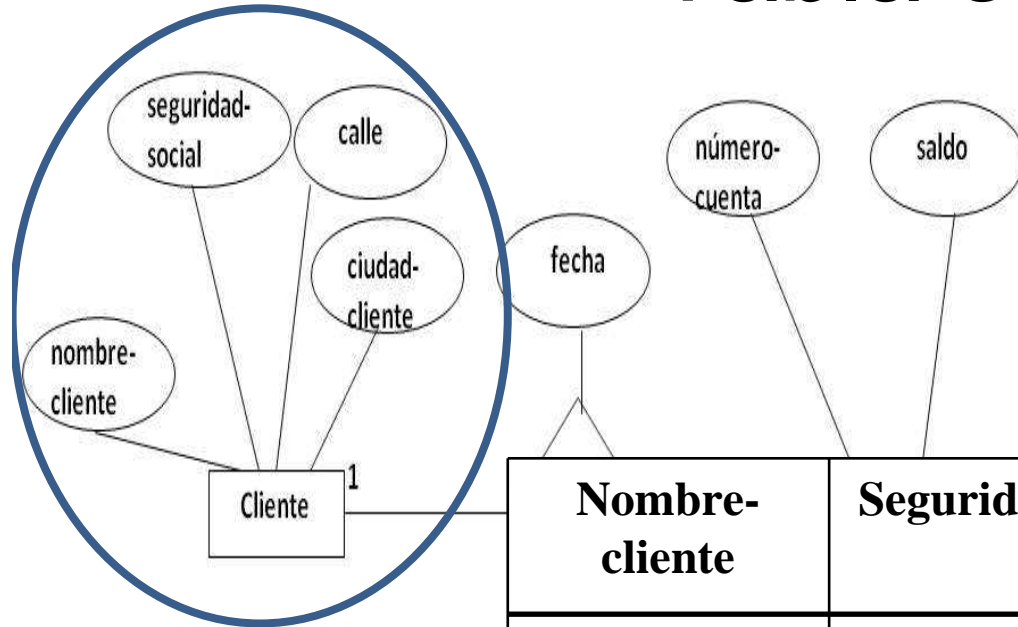 seguridad-
social
calle
ciudad-
cliente
nombre-
cliente
Cliente
1
fecha
número-
cuenta
saldo
Nombre-
cliente
Segurid